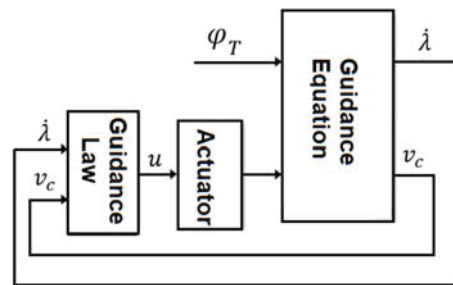 φ_T
λ̇
Guidance
Equation
λ̇
v_c
Guidance
Law
u
Actuator
v_c